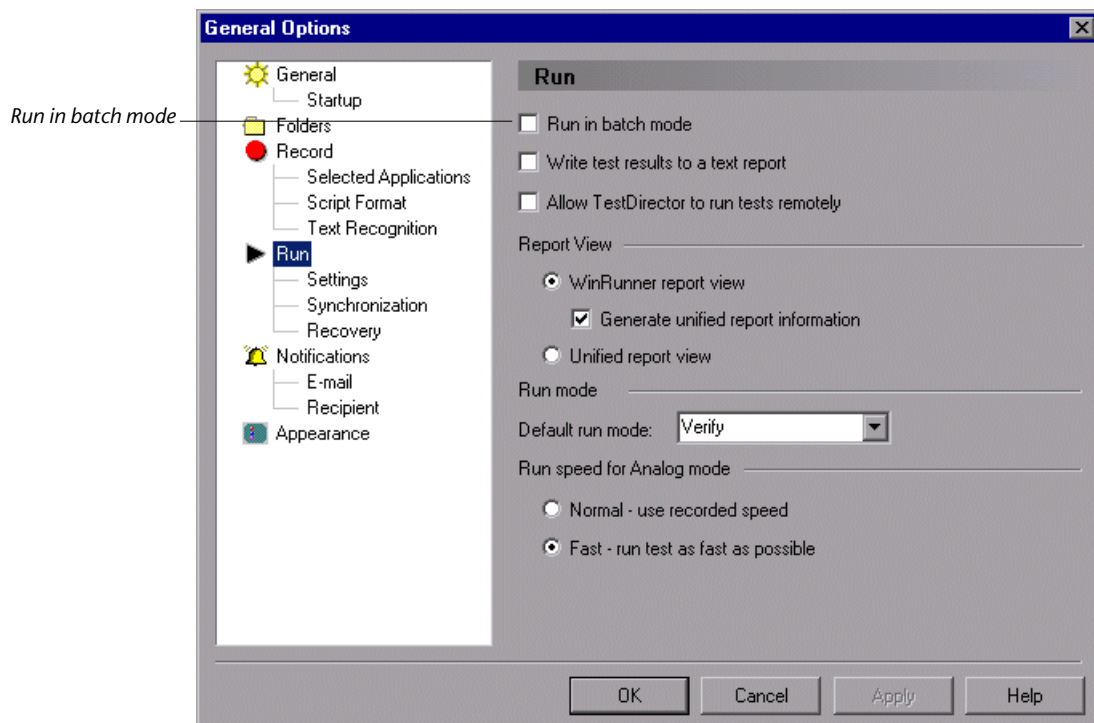 General Options
General
Startup
Run in batch mode
Folders
Record
Selected Applications
Script Format
Text Recognition
Run
Settings
Synchronization
Recovery
Notifications
E-mail
Recipient
Appearance
Run
Run in batch mode
Write test results to a text report
Allow TestDirector to run tests remotely
Report View
WinRunner report view
Generate unified report information
Unified report view
Run mode
Default run mode: Verify
Run speed for Analog mode
Normal - use recorded speed
Fast - run test as fast as possible
OK Cancel Apply Help